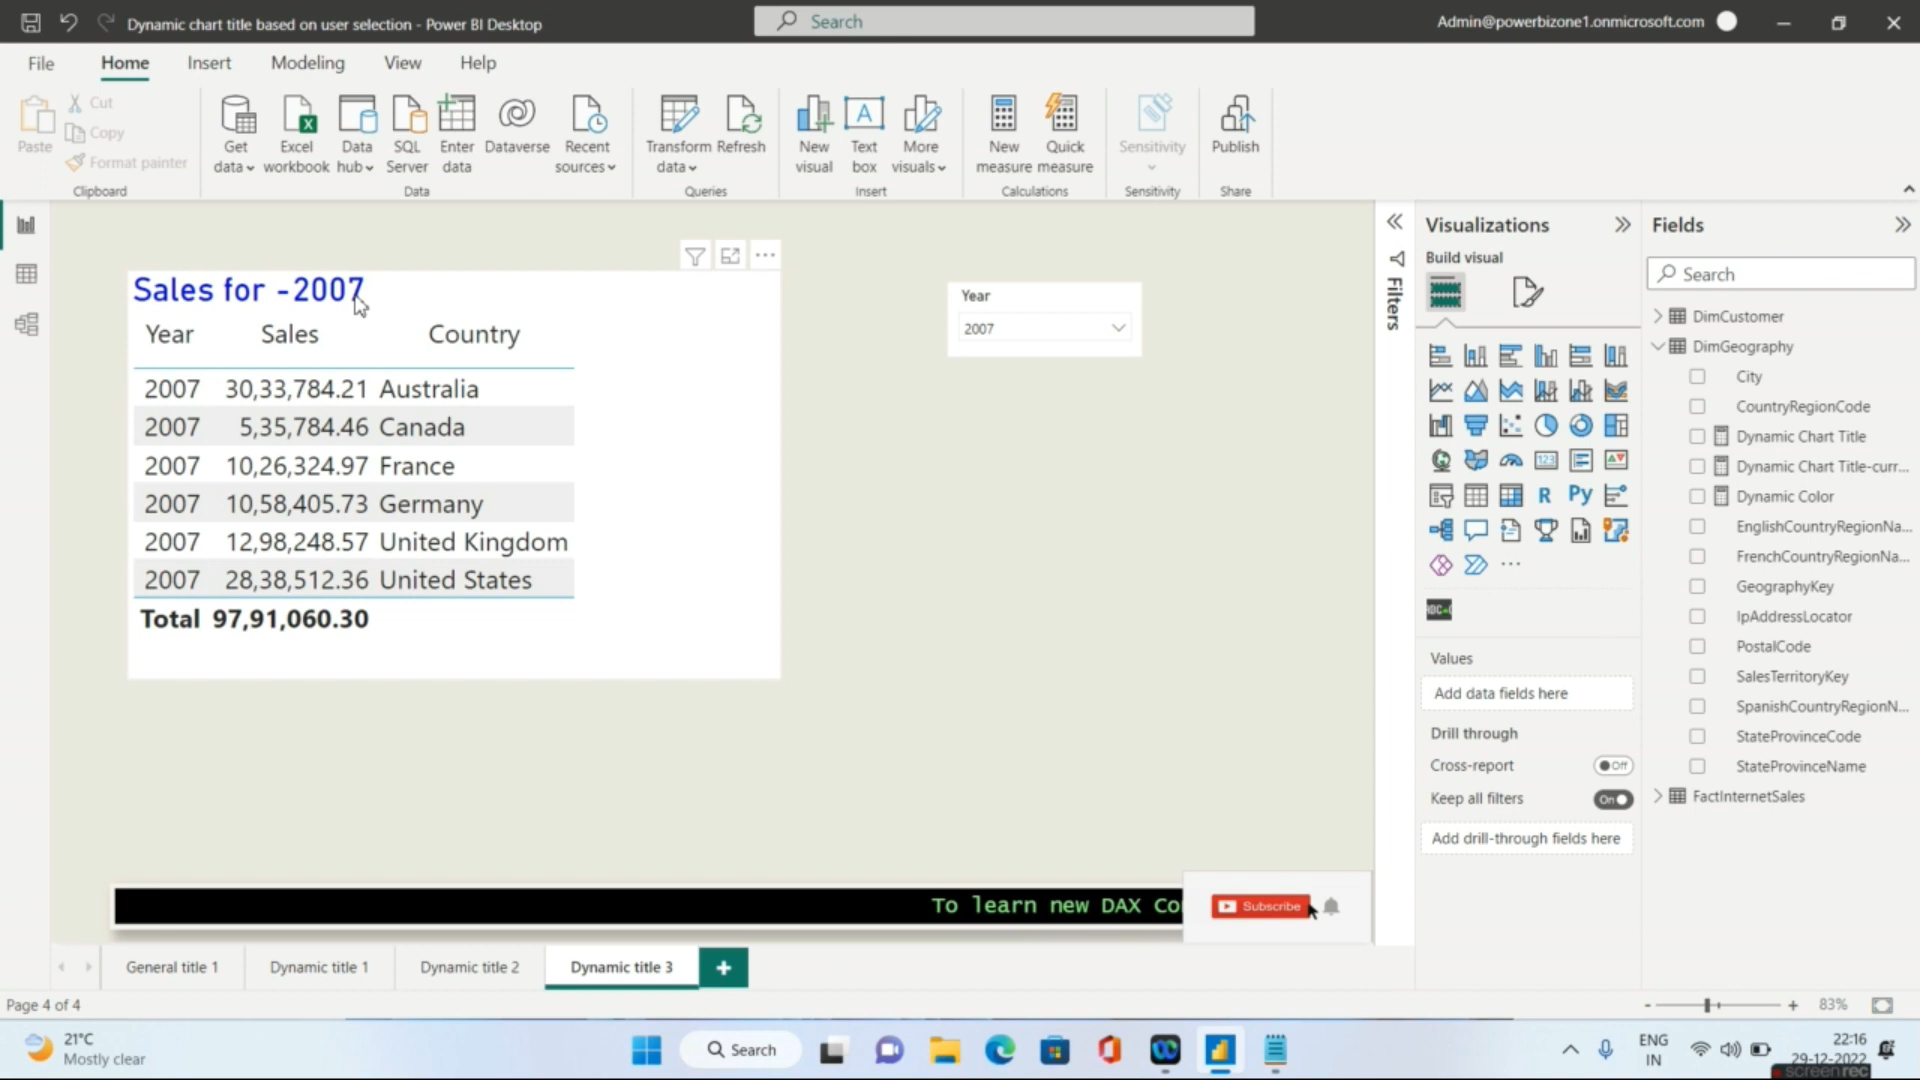 Dynamic chart title based on user selection - Power BI Desktop
Search
Admin@powerbizone1.onmicrosoft.com
File
Home
Insert
Modeling
View
Help
Paste
Cut
Copy
Format painter
Clipboard
Get data
Excel workbook
Data hub
SQL Server
Enter data
Dataverse
Recent sources
Data
Transform data
Refresh
Queries
New visual
Text box
More visuals
Insert
New measure
Quick measure
Calculations
Sensitivity
Sensitivity
Publish
Share
Sales for -2007
Year Sales Country
2007 30,33,784.21 Australia
2007 5,35,784.46 Canada
2007 10,26,324.97 France
2007 10,58,405.73 Germany
2007 12,98,248.57 United Kingdom
2007 28,38,512.36 United States
Total 97,91,060.30
Year
2007
Filters
Visualizations
Build visual
123
R
Py
Values
Add data fields here
Drill through
Cross-report
Off
Keep all filters
On
Add drill-through fields here
Fields
Search
DimCustomer
DimGeography
City
CountryRegionCode
Dynamic Chart Title
Dynamic Chart Title-curr...
Dynamic Color
EnglishCountryRegionNa...
FrenchCountryRegionNa...
GeographyKey
IpAddressLocator
PostalCode
SalesTerritoryKey
SpanishCountryRegionN...
StateProvinceCode
StateProvinceName
FactInternetSales
To learn new DAX Co
Subscribe
General title 1
Dynamic title 1
Dynamic title 2
Dynamic title 3
Page 4 of 4
83%
21°C
Mostly clear
Search
ENG
IN
22:16
29-12-2022
screen rec